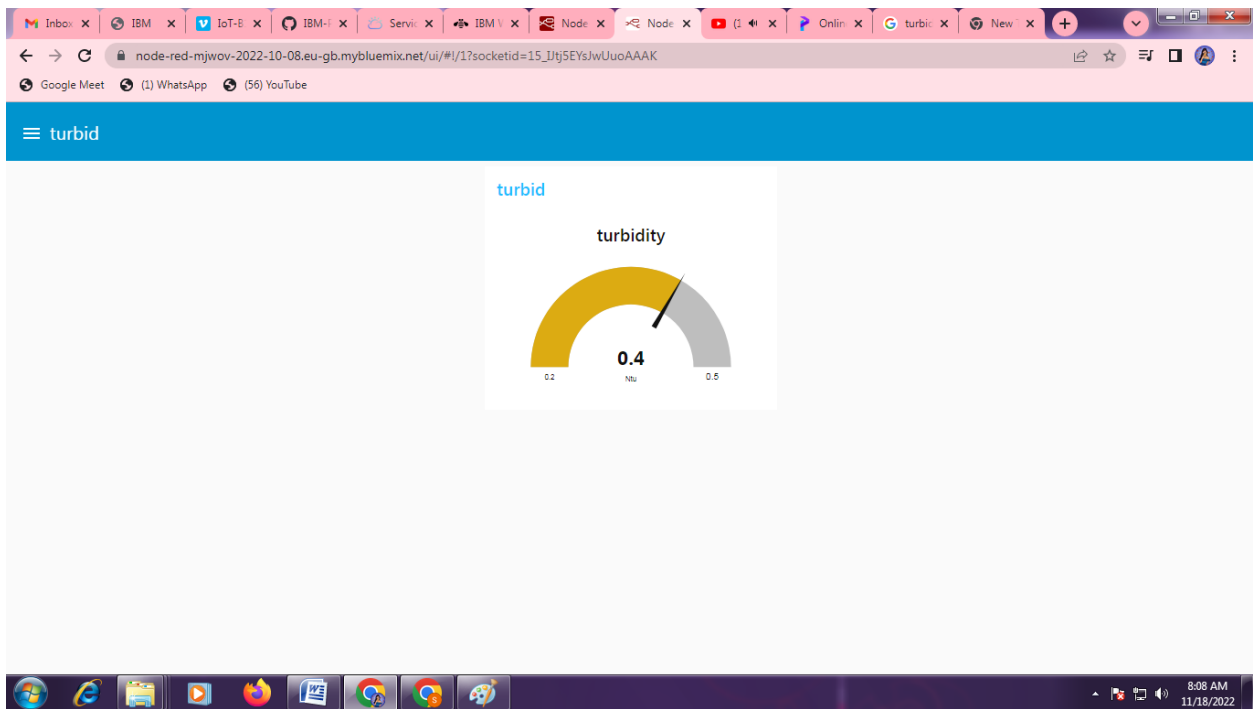 Inbox
IBM
IoT-B
IBM-F
Servic
IBM V
Node
Node
(1
Onlin
turbic
New T
node-red-mjwov-2022-10-08.eu-gb.mybluemix.net/ui/#!/1?socketid=15_IJtj5EYsJwUuoAAAK
Google Meet (1) WhatsApp (56) YouTube
turbid
turbid
turbidity
0.4
0.2 Ntu 0.5
8:08 AM
11/18/2022